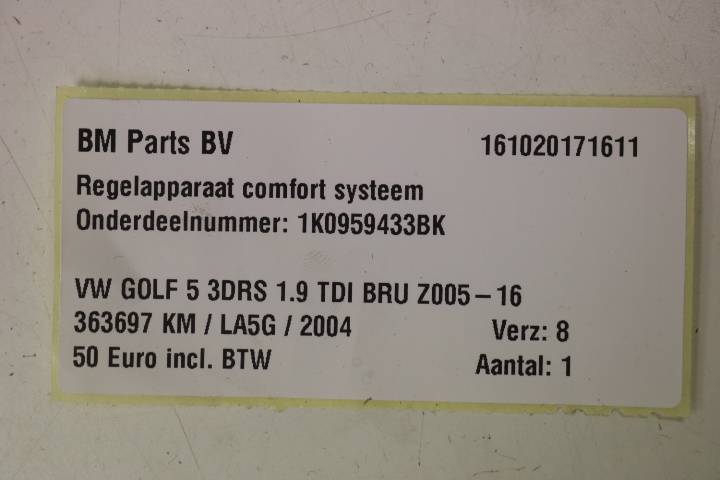 BM Parts BV 161020171611
Regelapparaat comfort systeem
Onderdeelnummer: 1K0959433BK
VW GOLF 5 3DRS 1.9 TDI BRU Z005-16
363697 KM / LA5G / 2004 Verz: 8
50 Euro incl. BTW Aantal: 1